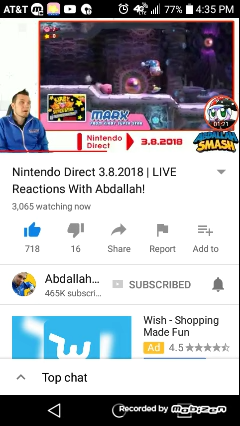 AT&T 77% 4:35 PM
MARX
Nintendo Direct 3.8.2018
01:21
ABDALLAH SMASH
Nintendo Direct 3.8.2018 | LIVE
Reactions With Abdallah!
3,065 watching now
718 16 Share Report Add to
Abdallah... SUBSCRIBED
465K subscri...
Wish - Shopping
Made Fun
Ad 4.5
Top chat
Recorded by Mobizen